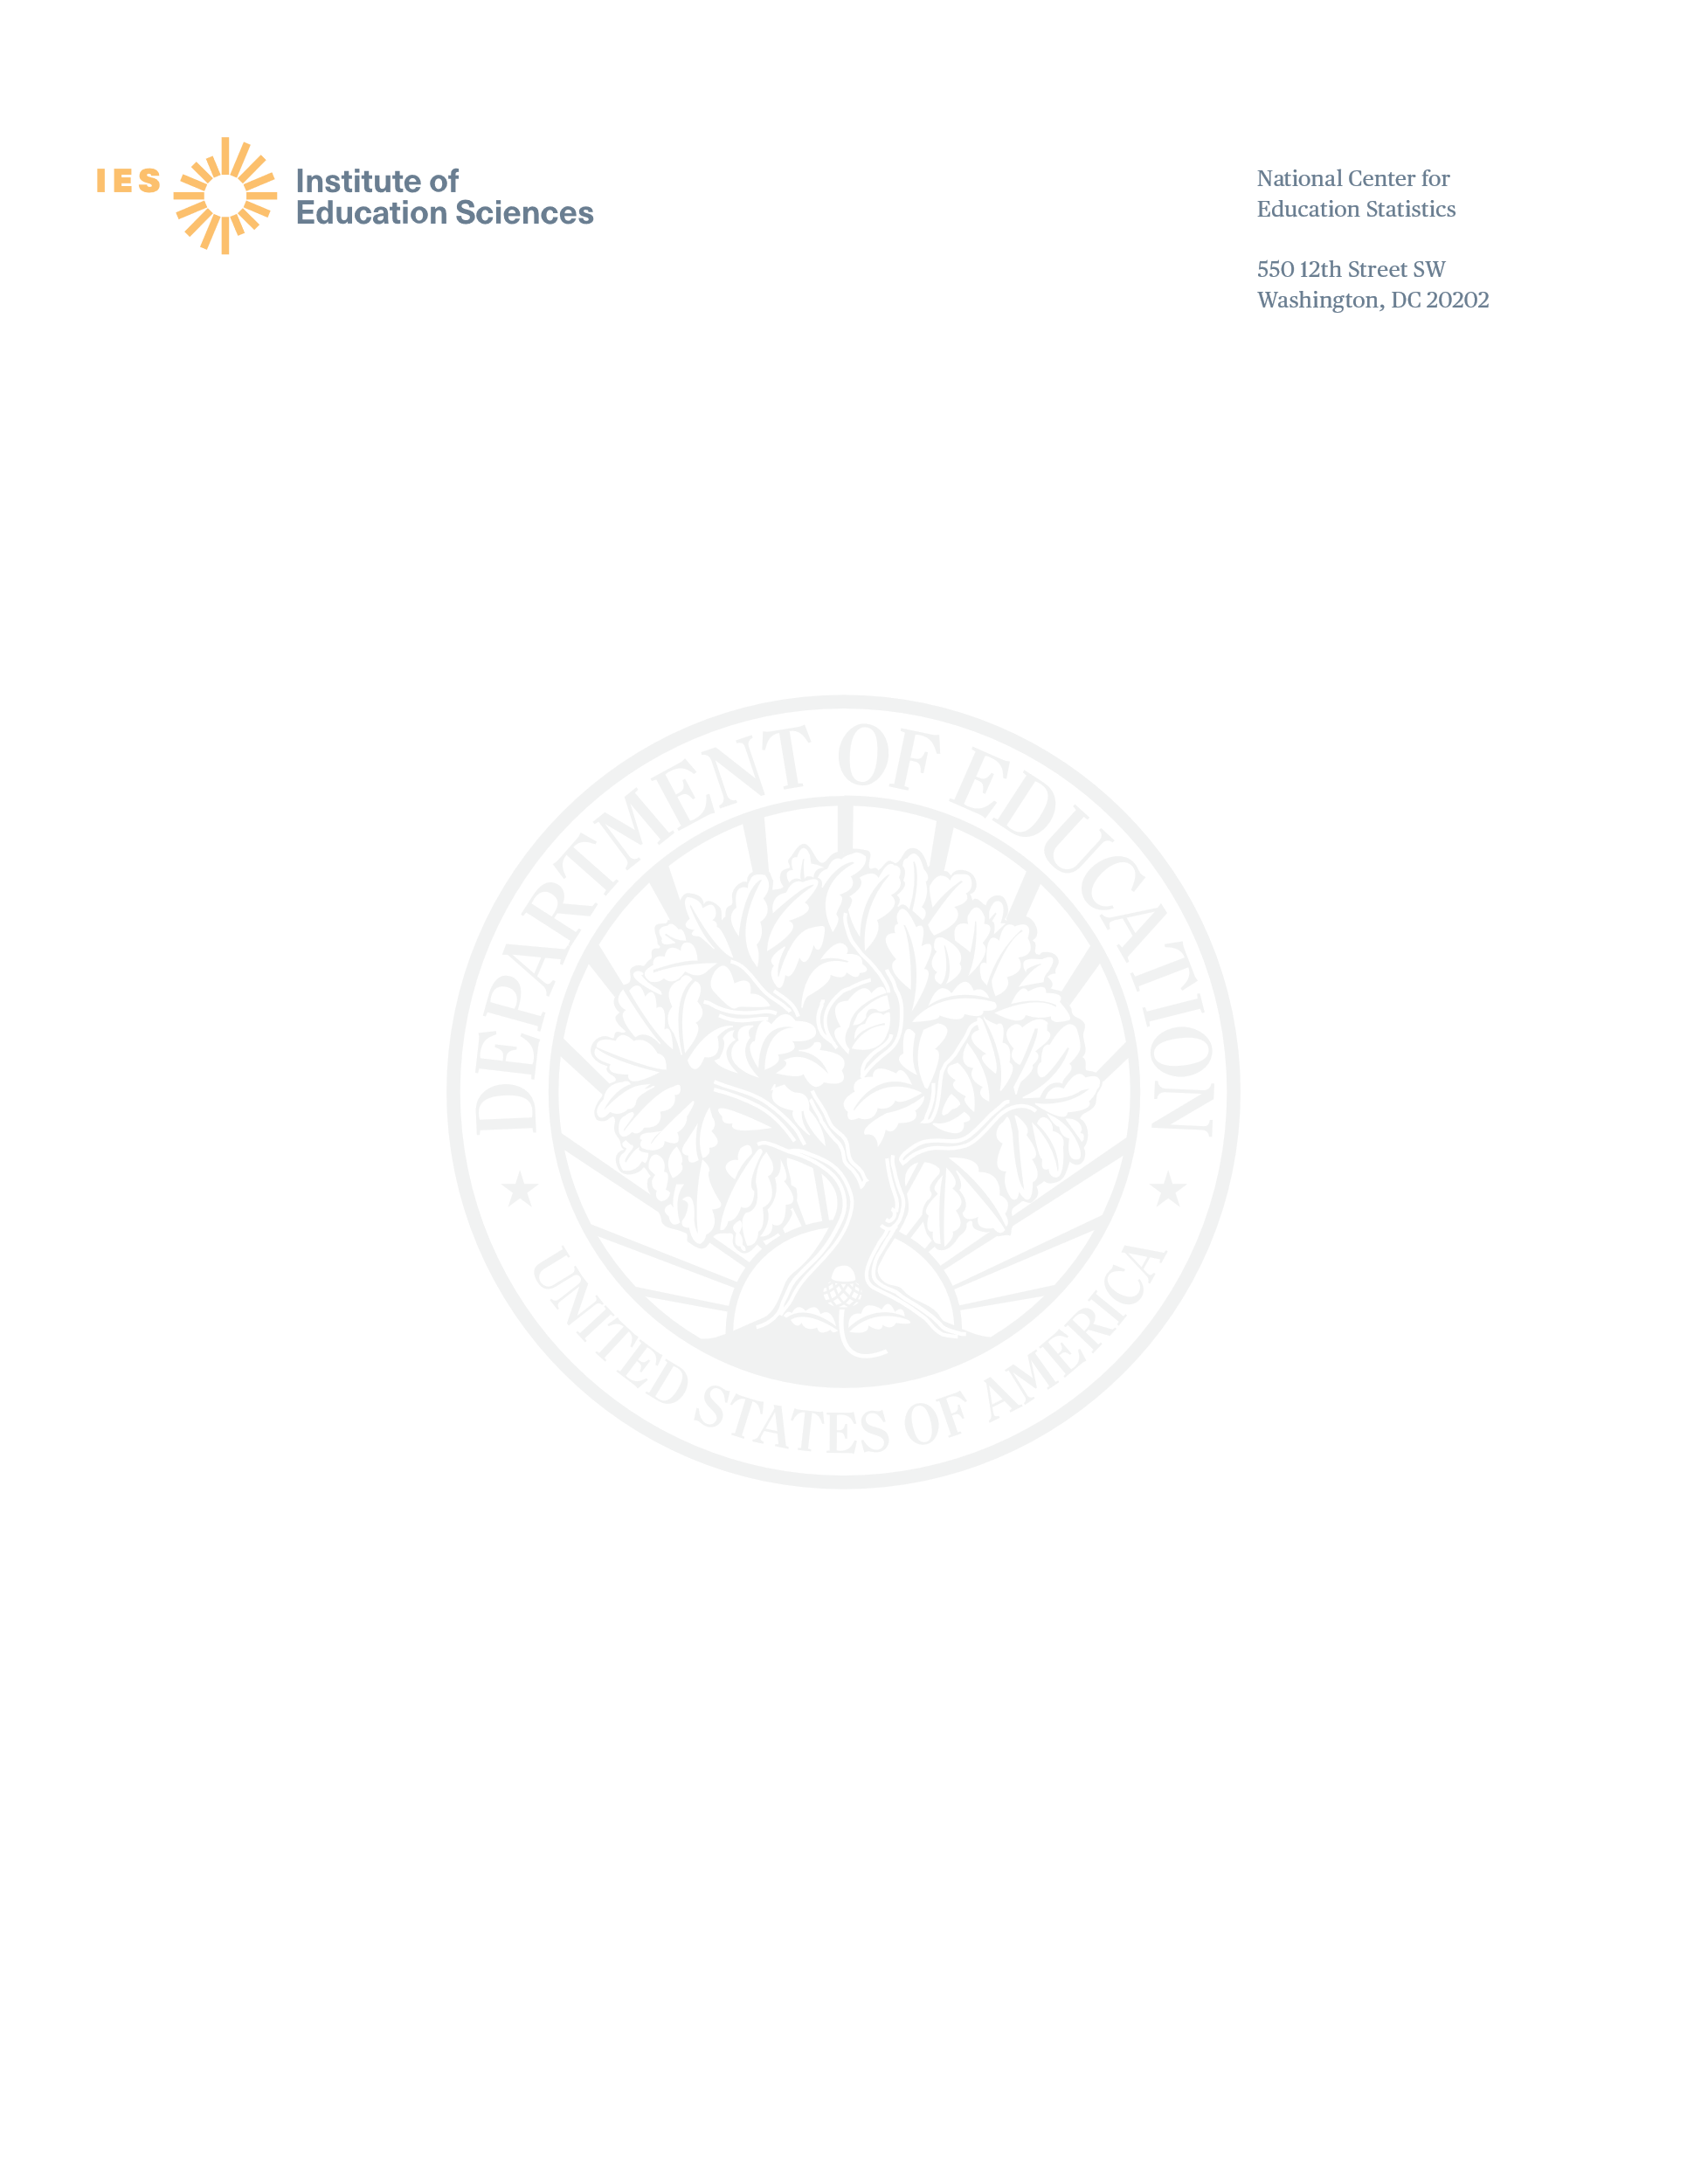 IES
Institute of
Education Sciences
National Center for
Education Statistics
550 12th Street SW
Washington, DC 20202
DEPARTMENT OF EDUCATION
UNITED STATES OF AMERICA